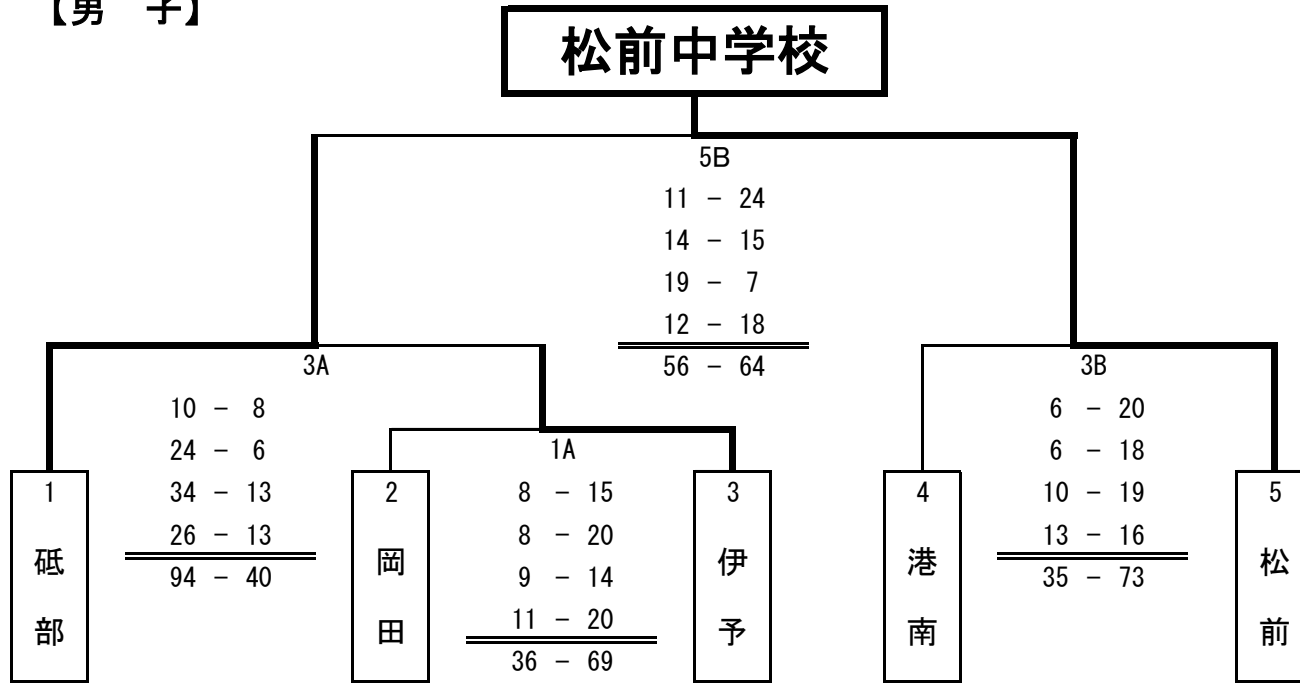 【男　子】
松前中学校
5B
11 － 24
14 － 15
19 － 7
12 － 18
56 － 64
3A
10 － 8
24 － 6
34 － 13
26 － 13
94 － 40
1A
8 － 15
8 － 20
9 － 14
11 － 20
36 － 69
3B
6 － 20
6 － 18
10 － 19
13 － 16
35 － 73
1
砥部
2
岡田
3
伊予
4
港南
5
松前